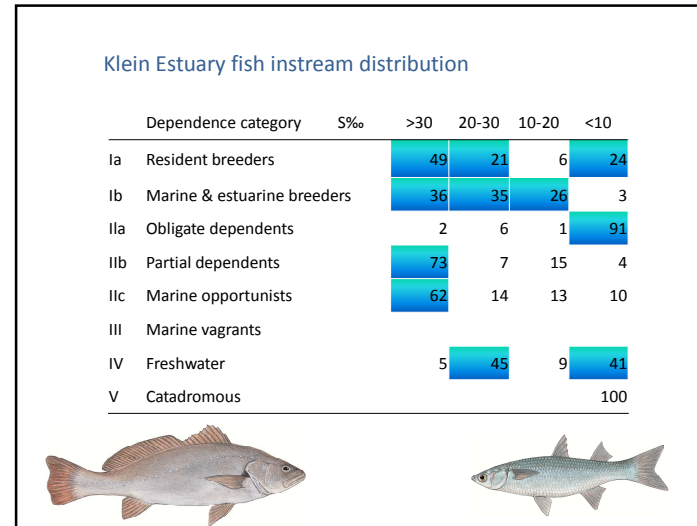 Klein Estuary fish instream distribution
Dependence category S‰ >30 20-30 10-20 <10
Ia Resident breeders 49 21 6 24
Ib Marine & estuarine breeders 36 35 26 3
IIa Obligate dependents 2 6 1 91
IIb Partial dependents 73 7 15 4
IIc Marine opportunists 62 14 13 10
III Marine vagrants
IV Freshwater 5 45 9 41
V Catadromous 100